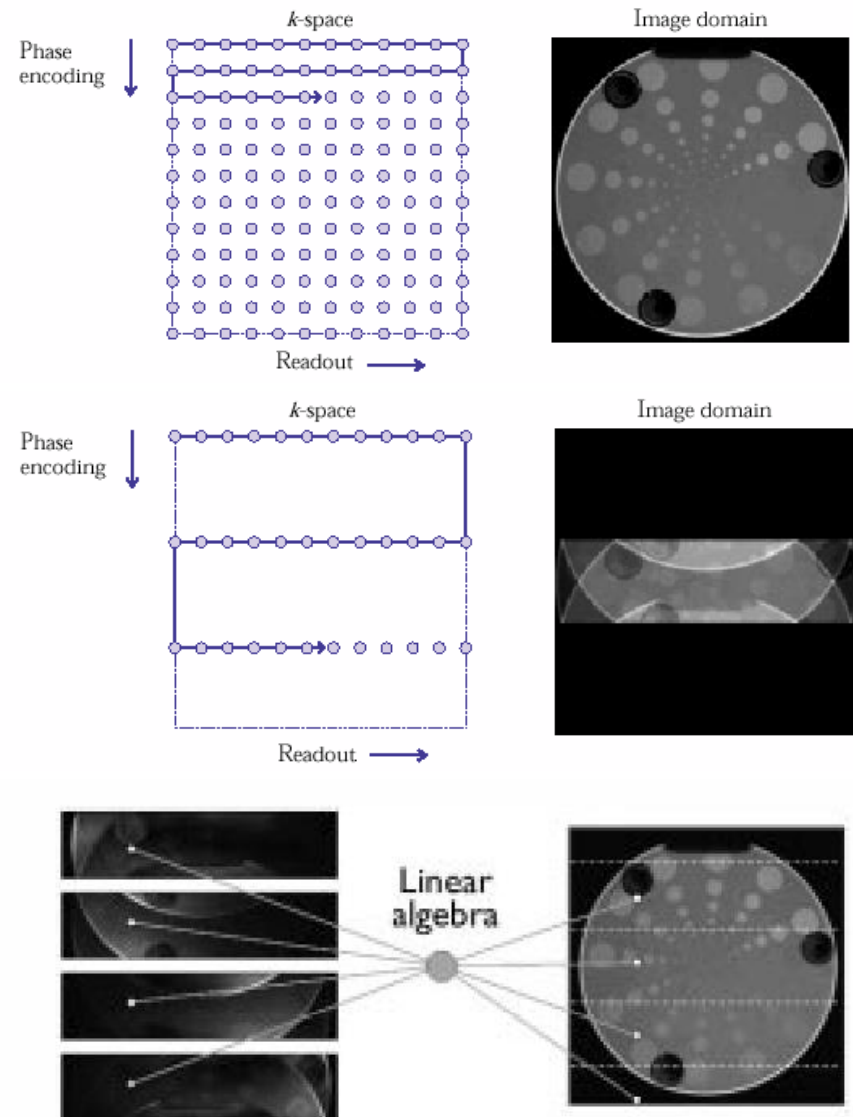 k-space
Image domain
Phase
encoding
Readout
k-space
Image domain
Phase
encoding
Readout
Linear
algebra